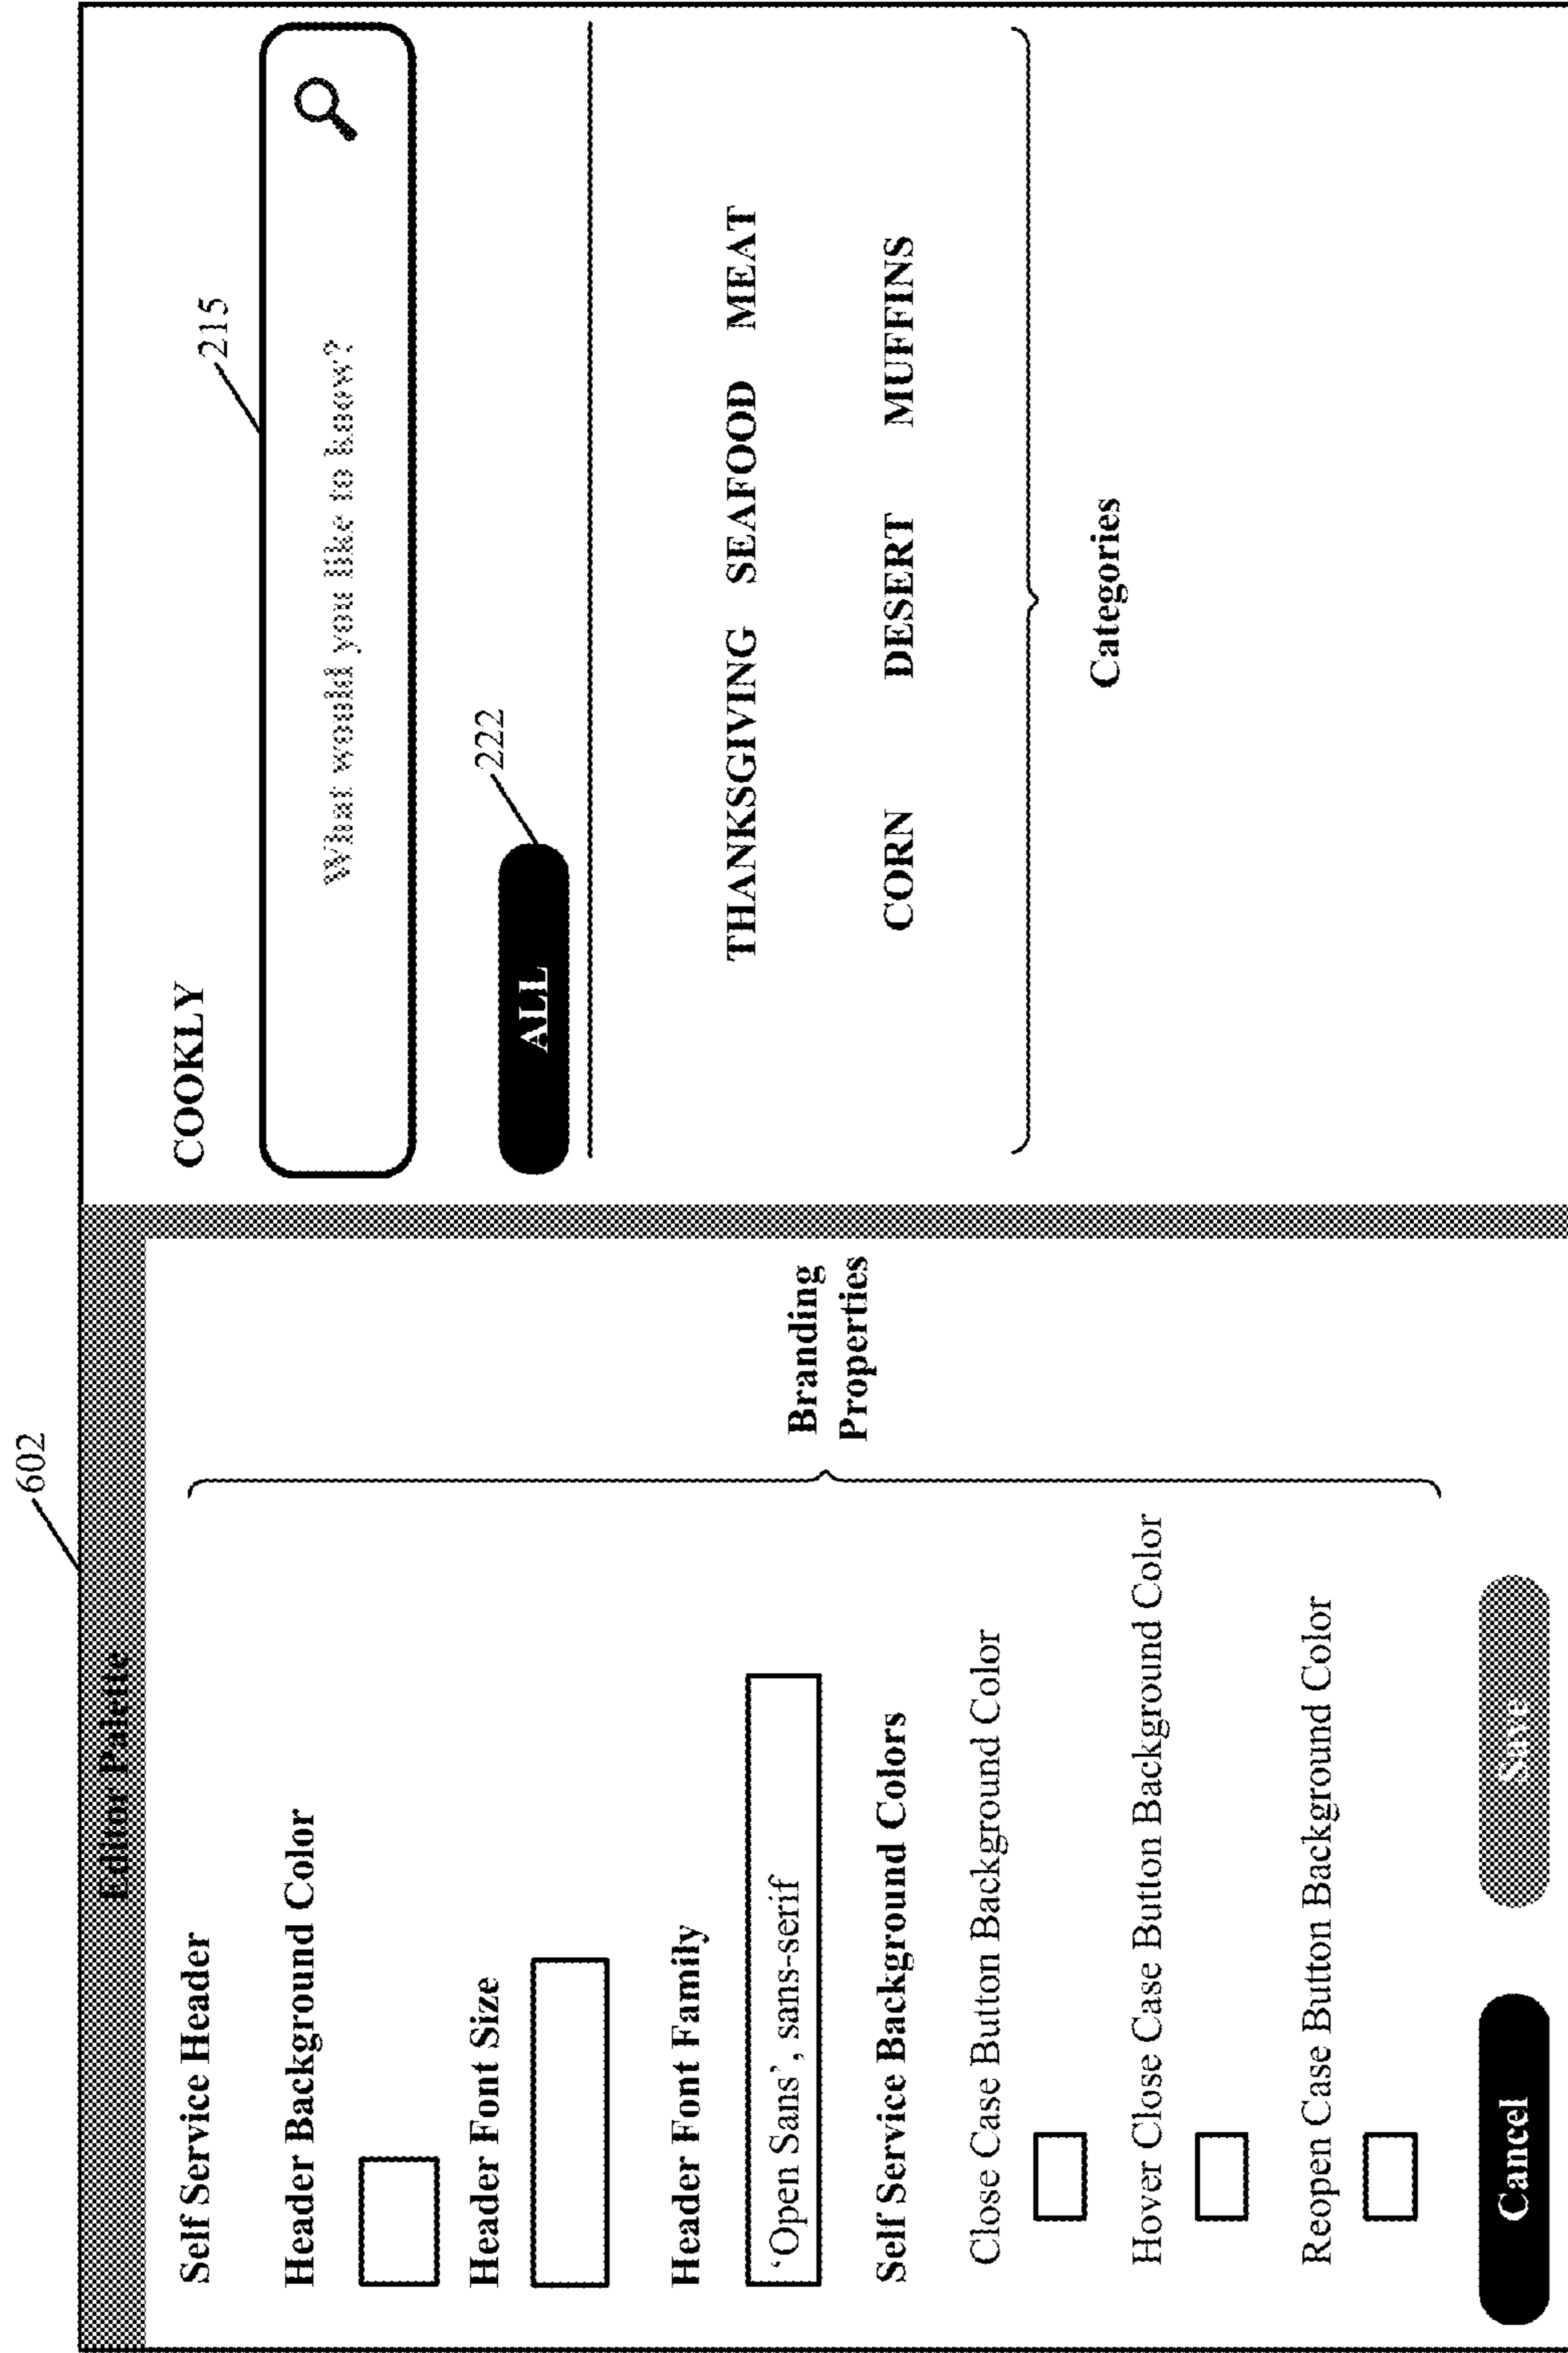 602
Editor Palette
Self Service Header
Header Background Color
Header Font Size
Header Font Family
‘Open Sans’, sans-serif
Self Service Background Colors
Close Case Button Background Color
Hover Close Case Button Background Color
Reopen Case Button Background Color
Cancel
Save
Branding
Properties
COOKLY
215
What would you like to know?
222
ALL
THANKSGIVING SEAFOOD MEAT
CORN DESERT MUFFINS
Categories